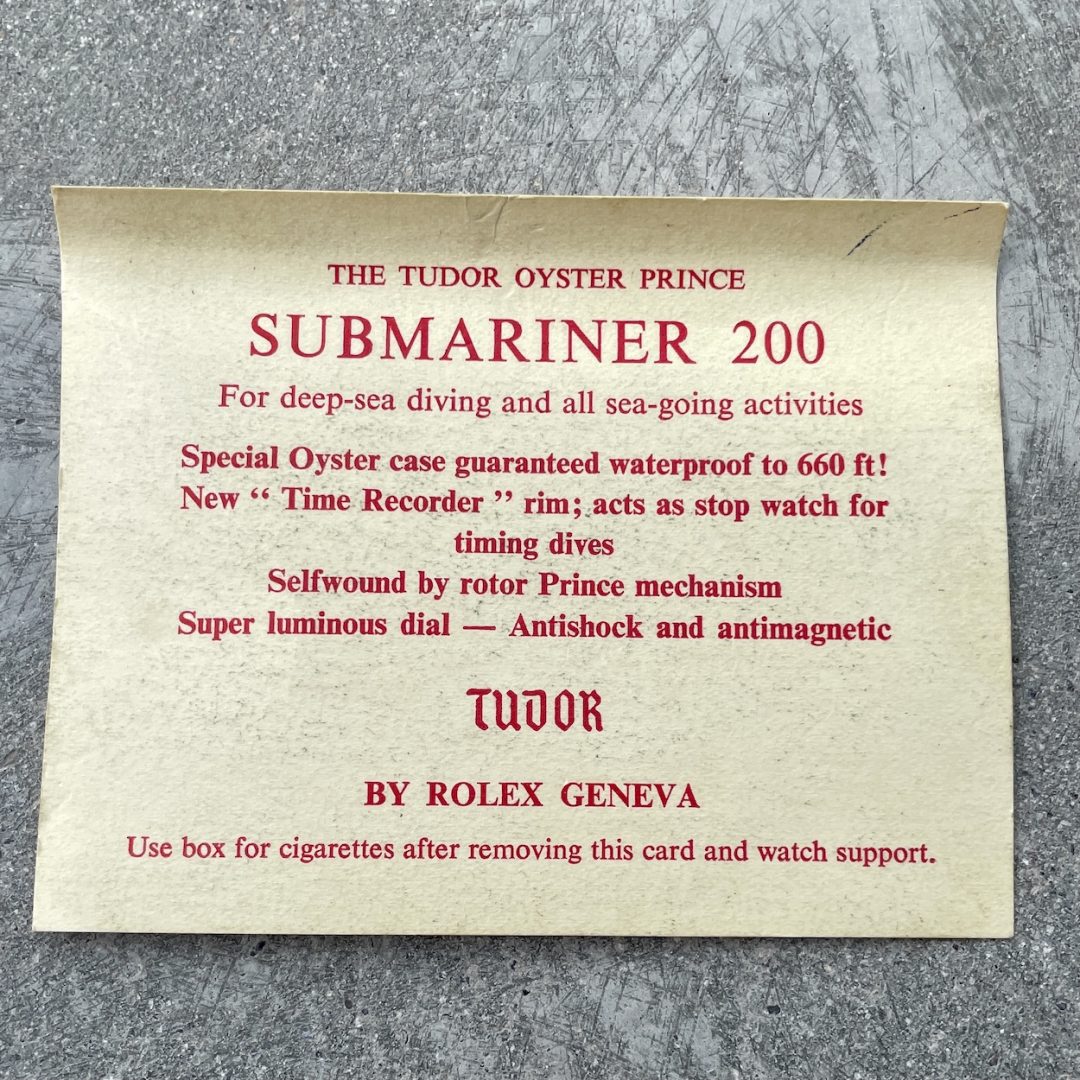 THE TUDOR OYSTER PRINCE
SUBMARINER 200
For deep-sea diving and all sea-going activities
Special Oyster case guaranteed waterproof to 660 ft!
New “ Time Recorder ” rim; acts as stop watch for
timing dives
Selfwound by rotor Prince mechanism
Super luminous dial — Antishock and antimagnetic
TUDOR
BY ROLEX GENEVA
Use box for cigarettes after removing this card and watch support.